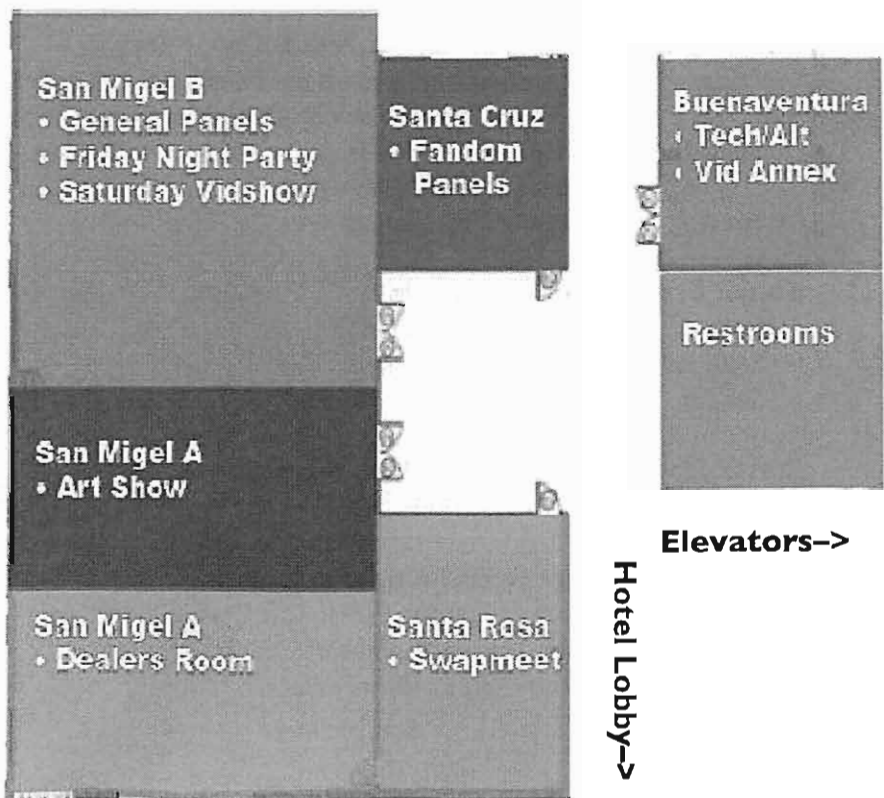 San Migel B
• General Panels
• Friday Night Party
• Saturday Vidshow
Santa Cruz
• Fandom
Panels
Buenaventura
• Tech/Alt
• Vid Annex
Restrooms
San Migel A
• Art Show
Elevators–>
Hotel Lobby–>
San Migel A
• Dealers Room
Santa Rosa
• Swapmeet